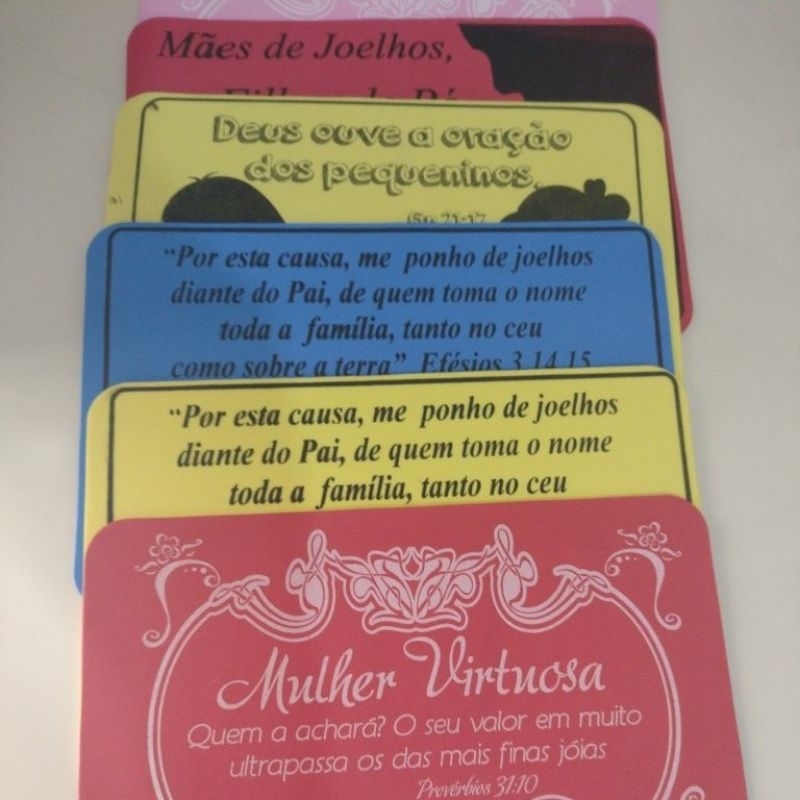 Mães de Joelhos,
Deus ouve a oração
dos pequeninos.
21:17
“Por esta causa, me ponho de joelhos
diante do Pai, de quem toma o nome
toda a família, tanto no ceu
como sobre a terra” Efésios 3.14,15
“Por esta causa, me ponho de joelhos
diante do Pai, de quem toma o nome
toda a família, tanto no ceu
Mulher Virtuosa
Quem a achará? O seu valor em muito
ultrapassa os das mais finas jóias
Provérbios 31:10